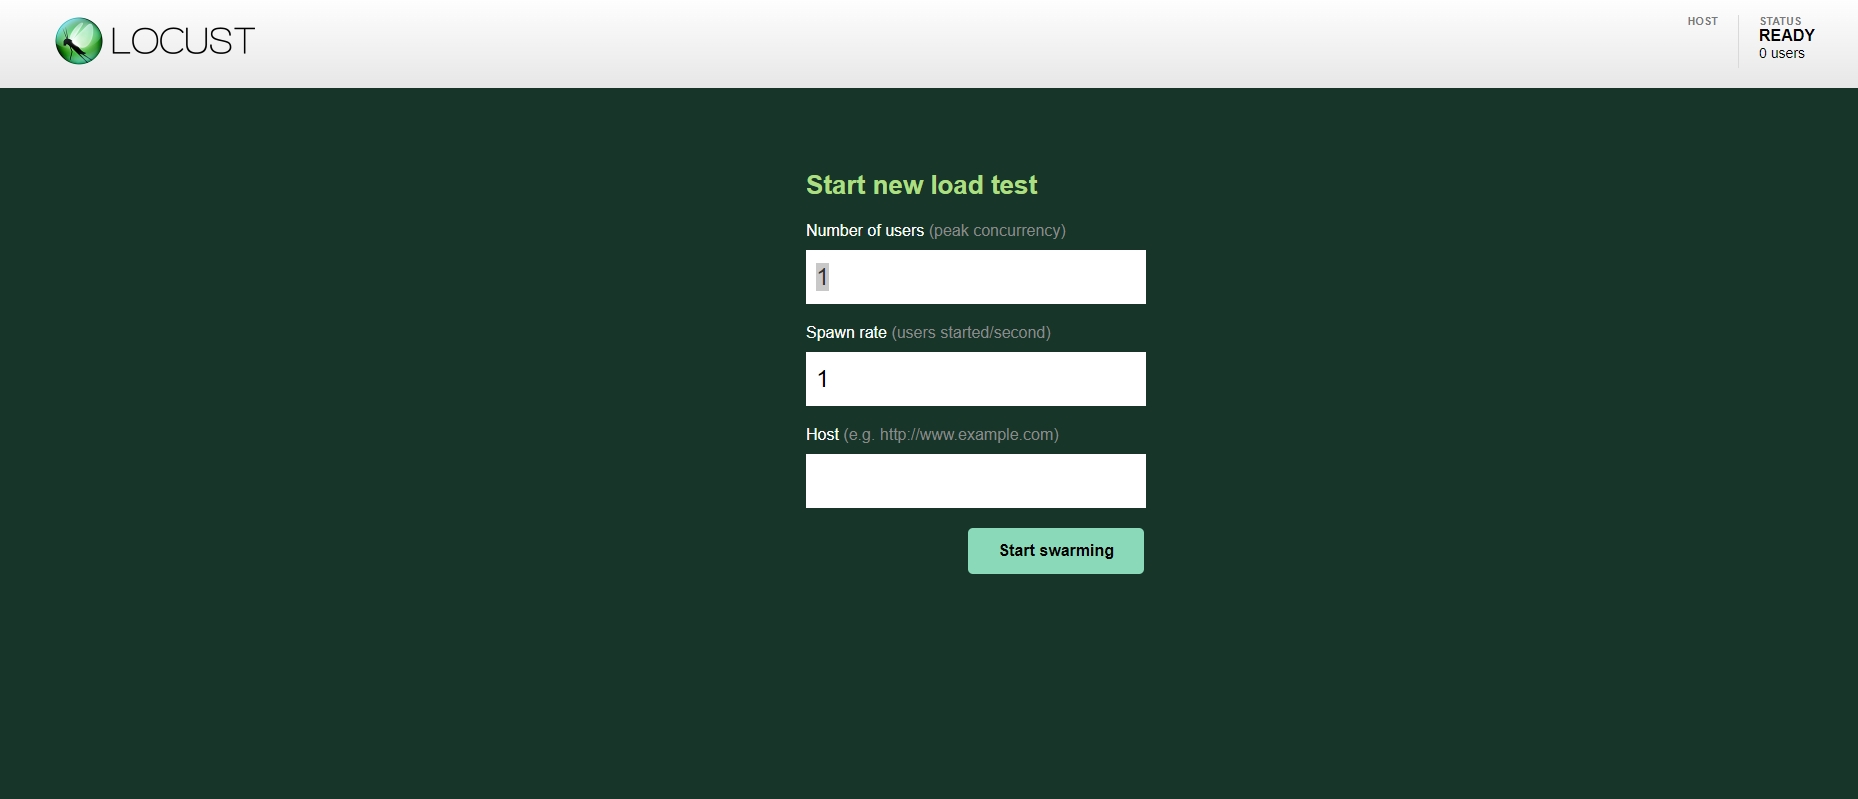 LOCUST
HOST
STATUS
READY
0 users
Start new load test
Number of users (peak concurrency)
1
Spawn rate (users started/second)
1
Host (e.g. http://www.example.com)
Start swarming